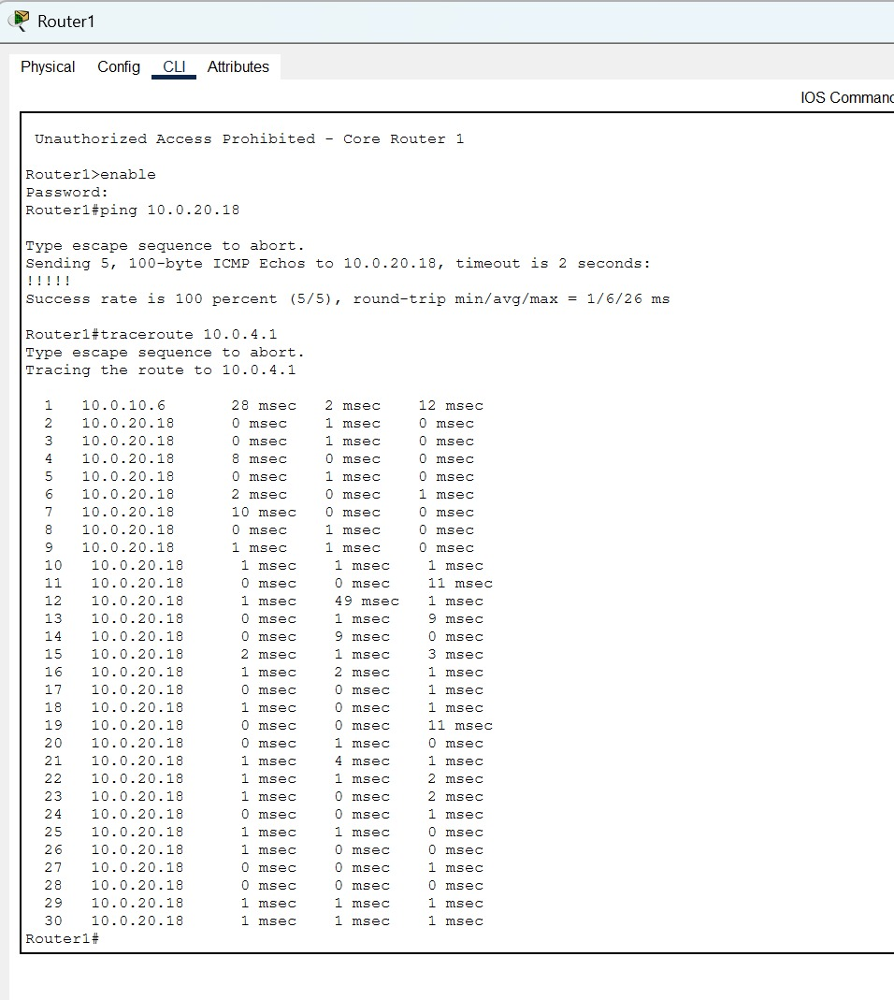 Router1
Physical Config CLI Attributes
IOS Command
Unauthorized Access Prohibited - Core Router 1
Router1>enable
Password:
Router1#ping 10.0.20.18
Type escape sequence to abort.
Sending 5, 100-byte ICMP Echos to 10.0.20.18, timeout is 2 seconds:
!!!!!
Success rate is 100 percent (5/5), round-trip min/avg/max = 1/6/26 ms
Router1#traceroute 10.0.4.1
Type escape sequence to abort.
Tracing the route to 10.0.4.1
1 10.0.10.6 28 msec 2 msec 12 msec
2 10.0.20.18 0 msec 1 msec 0 msec
3 10.0.20.18 0 msec 1 msec 0 msec
4 10.0.20.18 8 msec 0 msec 0 msec
5 10.0.20.18 0 msec 1 msec 0 msec
6 10.0.20.18 2 msec 0 msec 1 msec
7 10.0.20.18 10 msec 0 msec 0 msec
8 10.0.20.18 0 msec 1 msec 0 msec
9 10.0.20.18 1 msec 1 msec 0 msec
10 10.0.20.18 1 msec 1 msec 1 msec
11 10.0.20.18 0 msec 0 msec 11 msec
12 10.0.20.18 1 msec 49 msec 1 msec
13 10.0.20.18 0 msec 1 msec 9 msec
14 10.0.20.18 0 msec 9 msec 0 msec
15 10.0.20.18 2 msec 1 msec 3 msec
16 10.0.20.18 1 msec 2 msec 1 msec
17 10.0.20.18 0 msec 0 msec 1 msec
18 10.0.20.18 1 msec 0 msec 1 msec
19 10.0.20.18 0 msec 0 msec 11 msec
20 10.0.20.18 0 msec 1 msec 0 msec
21 10.0.20.18 1 msec 4 msec 1 msec
22 10.0.20.18 1 msec 1 msec 2 msec
23 10.0.20.18 1 msec 0 msec 2 msec
24 10.0.20.18 0 msec 0 msec 1 msec
25 10.0.20.18 1 msec 1 msec 0 msec
26 10.0.20.18 1 msec 0 msec 0 msec
27 10.0.20.18 0 msec 0 msec 1 msec
28 10.0.20.18 0 msec 0 msec 0 msec
29 10.0.20.18 1 msec 1 msec 1 msec
30 10.0.20.18 1 msec 1 msec 1 msec
Router1#